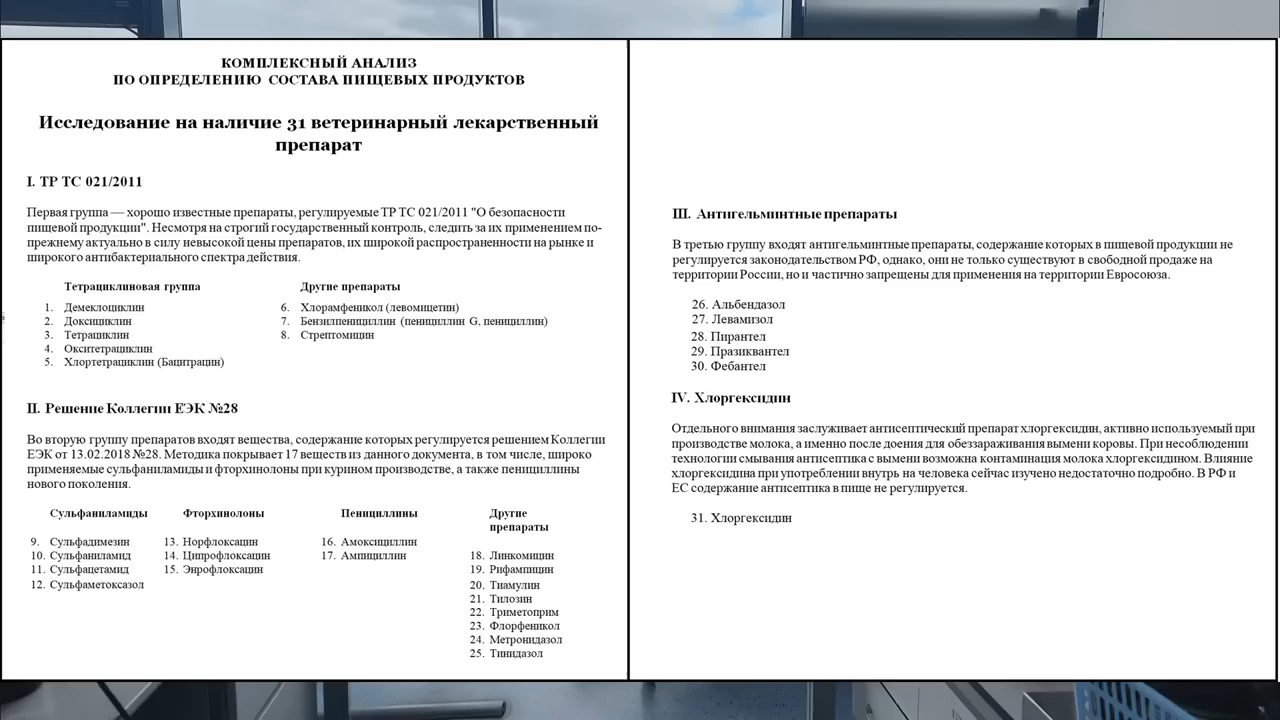 КОМПЛЕКСНЫЙ АНАЛИЗ
ПО ОПРЕДЕЛЕНИЮ СОСТАВА ПИЩЕВЫХ ПРОДУКТОВ
Исследование на наличие 31 ветеринарный лекарственный
препарат
I. ТР ТС 021/2011
Первая группа — хорошо известные препараты, регулируемые ТР ТС 021/2011 "О безопасности
пищевой продукции". Несмотря на строгий государственный контроль, следить за их применением по-
прежнему актуально в силу невысокой цены препаратов, их широкой распространенности на рынке и
широкого антибактериального спектра действия.
Тетрациклиновая группа
1. Демеклоциклин
2. Доксициклин
3. Тетрациклин
4. Окситетрациклин
5. Хлортетрациклин (Бацитрацин)
Другие препараты
6. Хлорамфеникол (левомицетин)
7. Бензилпенициллин (пенициллин G, пенициллин)
8. Стрептомицин
II. Решение Коллегии ЕЭК №28
Во вторую группу препаратов входят вещества, содержание которых регулируется решением Коллегии
ЕЭК от 13.02.2018 №28. Методика покрывает 17 веществ из данного документа, в том числе, широко
применяемые сульфаниламиды и фторхинолоны при курином производстве, а также пенициллины
нового поколения.
Сульфаниламиды
9. Сульфадимезин
10. Сульфаниламид
11. Сульфацетамид
12. Сульфаметоксазол
Фторхинолоны
13. Норфлоксацин
14. Ципрофлоксацин
15. Энрофлоксацин
Пенициллины
16. Амоксициллин
17. Ампициллин
Другие
препараты
18. Линкомицин
19. Рифампицин
20. Тиамулин
21. Тилозин
22. Триметоприм
23. Флорфеникол
24. Метронидазол
25. Тинидазол
III. Антигельминтные препараты
В третью группу входят антигельминтные препараты, содержание которых в пищевой продукции не
регулируется законодательством РФ, однако, они не только существуют в свободной продаже на
территории России, но и частично запрещены для применения на территории Евросоюза.
26. Альбендазол
27. Левамизол
28. Пирантел
29. Празиквантел
30. Фебантел
IV. Хлоргексидин
Отдельного внимания заслуживает антисептический препарат хлоргексидин, активно используемый при
производстве молока, а именно после доения для обеззараживания вымени коровы. При несоблюдении
технологии смывания антисептика с вымени возможна контаминация молока хлоргексидином. Влияние
хлоргексидина при употреблении внутрь на человека сейчас изучено недостаточно подробно. В РФ и
ЕС содержание антисептика в пище не регулируется.
31. Хлоргексидин